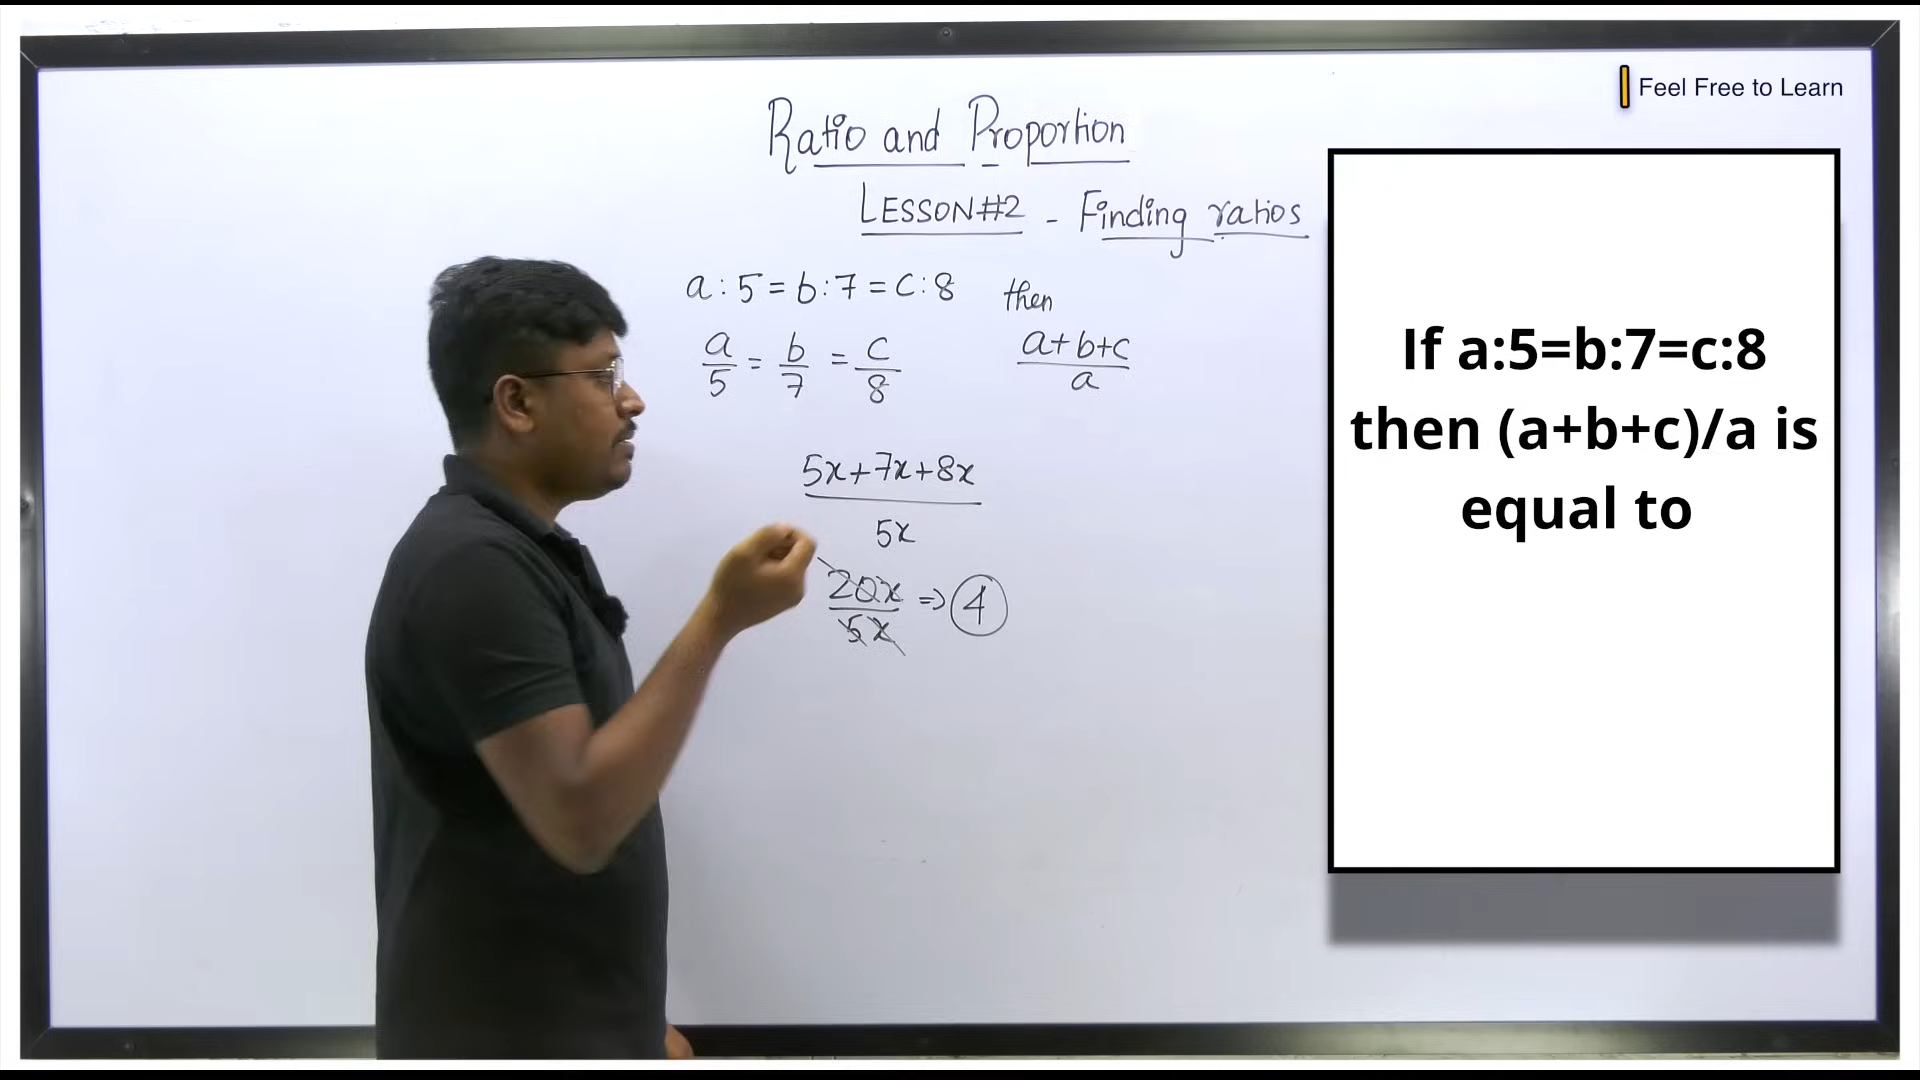 Feel Free to Learn
Ratio and Proportion
LESSON#2 - Finding ratios
a : 5 = b : 7 = c : 8 then
a/5 = b/7 = c/8
a+b+c/a
5x+7x+8x/5x
20x/5x => 4
If a:5=b:7=c:8
then (a+b+c)/a is
equal to